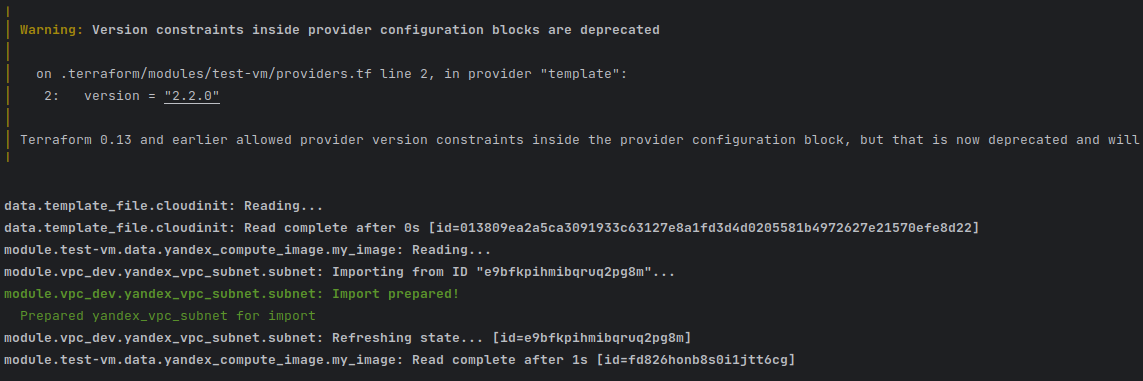 Warning: Version constraints inside provider configuration blocks are deprecated
on .terraform/modules/test-vm/providers.tf line 2, in provider "template":
2: version = "2.2.0"
Terraform 0.13 and earlier allowed provider version constraints inside the provider configuration block, but that is now deprecated and will
data.template_file.cloudinit: Reading...
data.template_file.cloudinit: Read complete after 0s [id=013809ea2a5ca3091933c63127e8a1fd3d4d0205581b4972627e21570efe8d22]
module.test-vm.data.yandex_compute_image.my_image: Reading...
module.vpc_dev.yandex_vpc_subnet.subnet: Importing from ID "e9bfkpihmibqruq2pg8m"...
module.vpc_dev.yandex_vpc_subnet.subnet: Import prepared!
Prepared yandex_vpc_subnet for import
module.vpc_dev.yandex_vpc_subnet.subnet: Refreshing state... [id=e9bfkpihmibqruq2pg8m]
module.test-vm.data.yandex_compute_image.my_image: Read complete after 1s [id=fd826honb8s0i1jtt6cg]